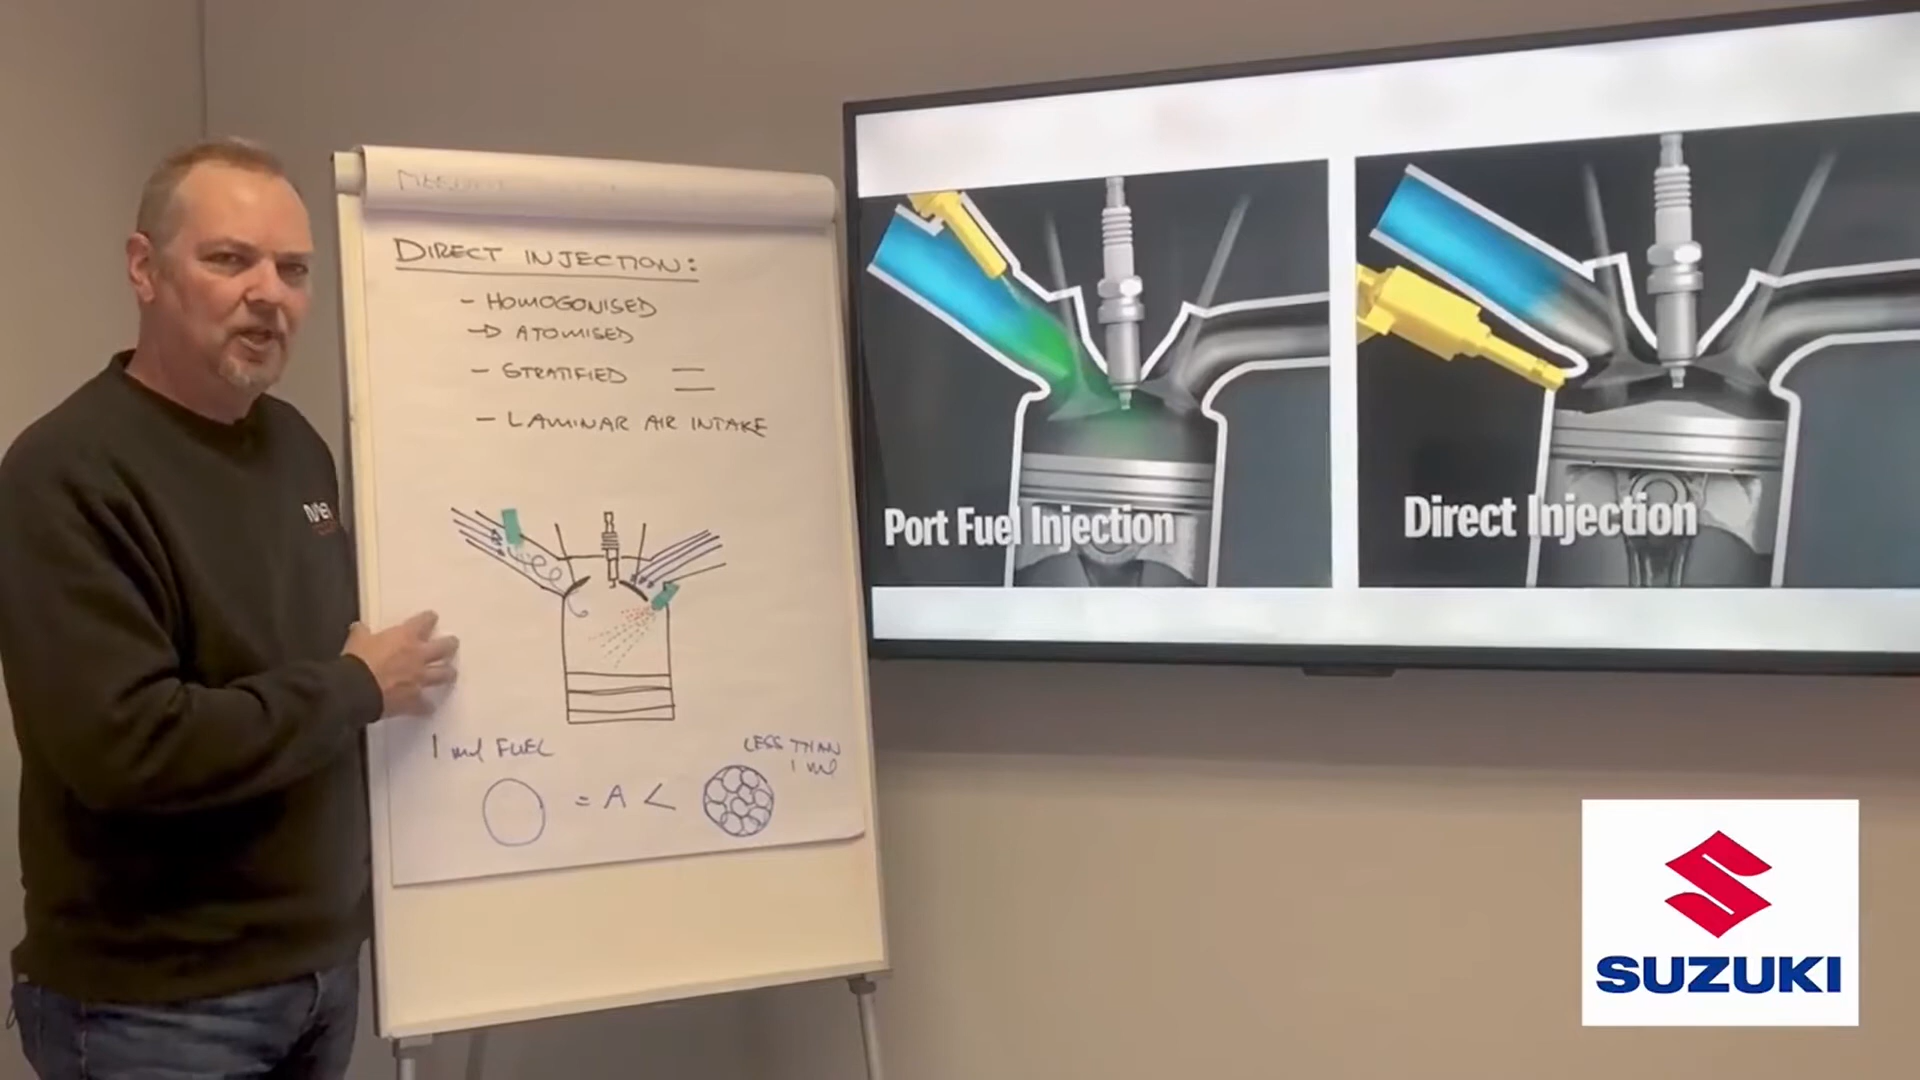 DIRECT INJECTION:
- HOMOGONISED
→ ATOMISED
- STRATIFIED
- LAMINAR AIR INTAKE
1 ml FUEL
LESS THAN
1 ml
= A <
Port Fuel Injection
Direct Injection
SUZUKI